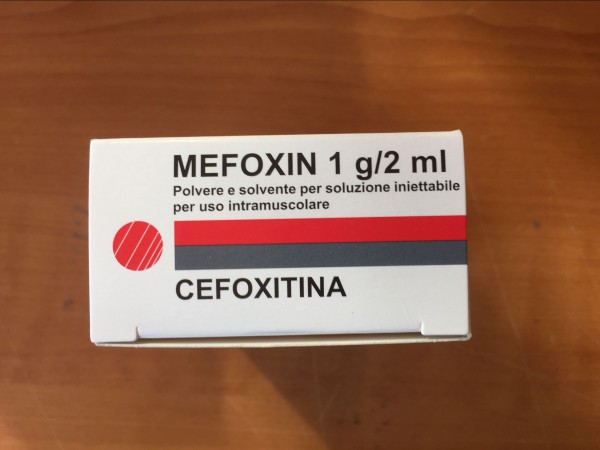 MEFOXIN 1 g/2 ml
Polvere e solvente per soluzione iniettabile
per uso intramuscolare
CEFOXITINA